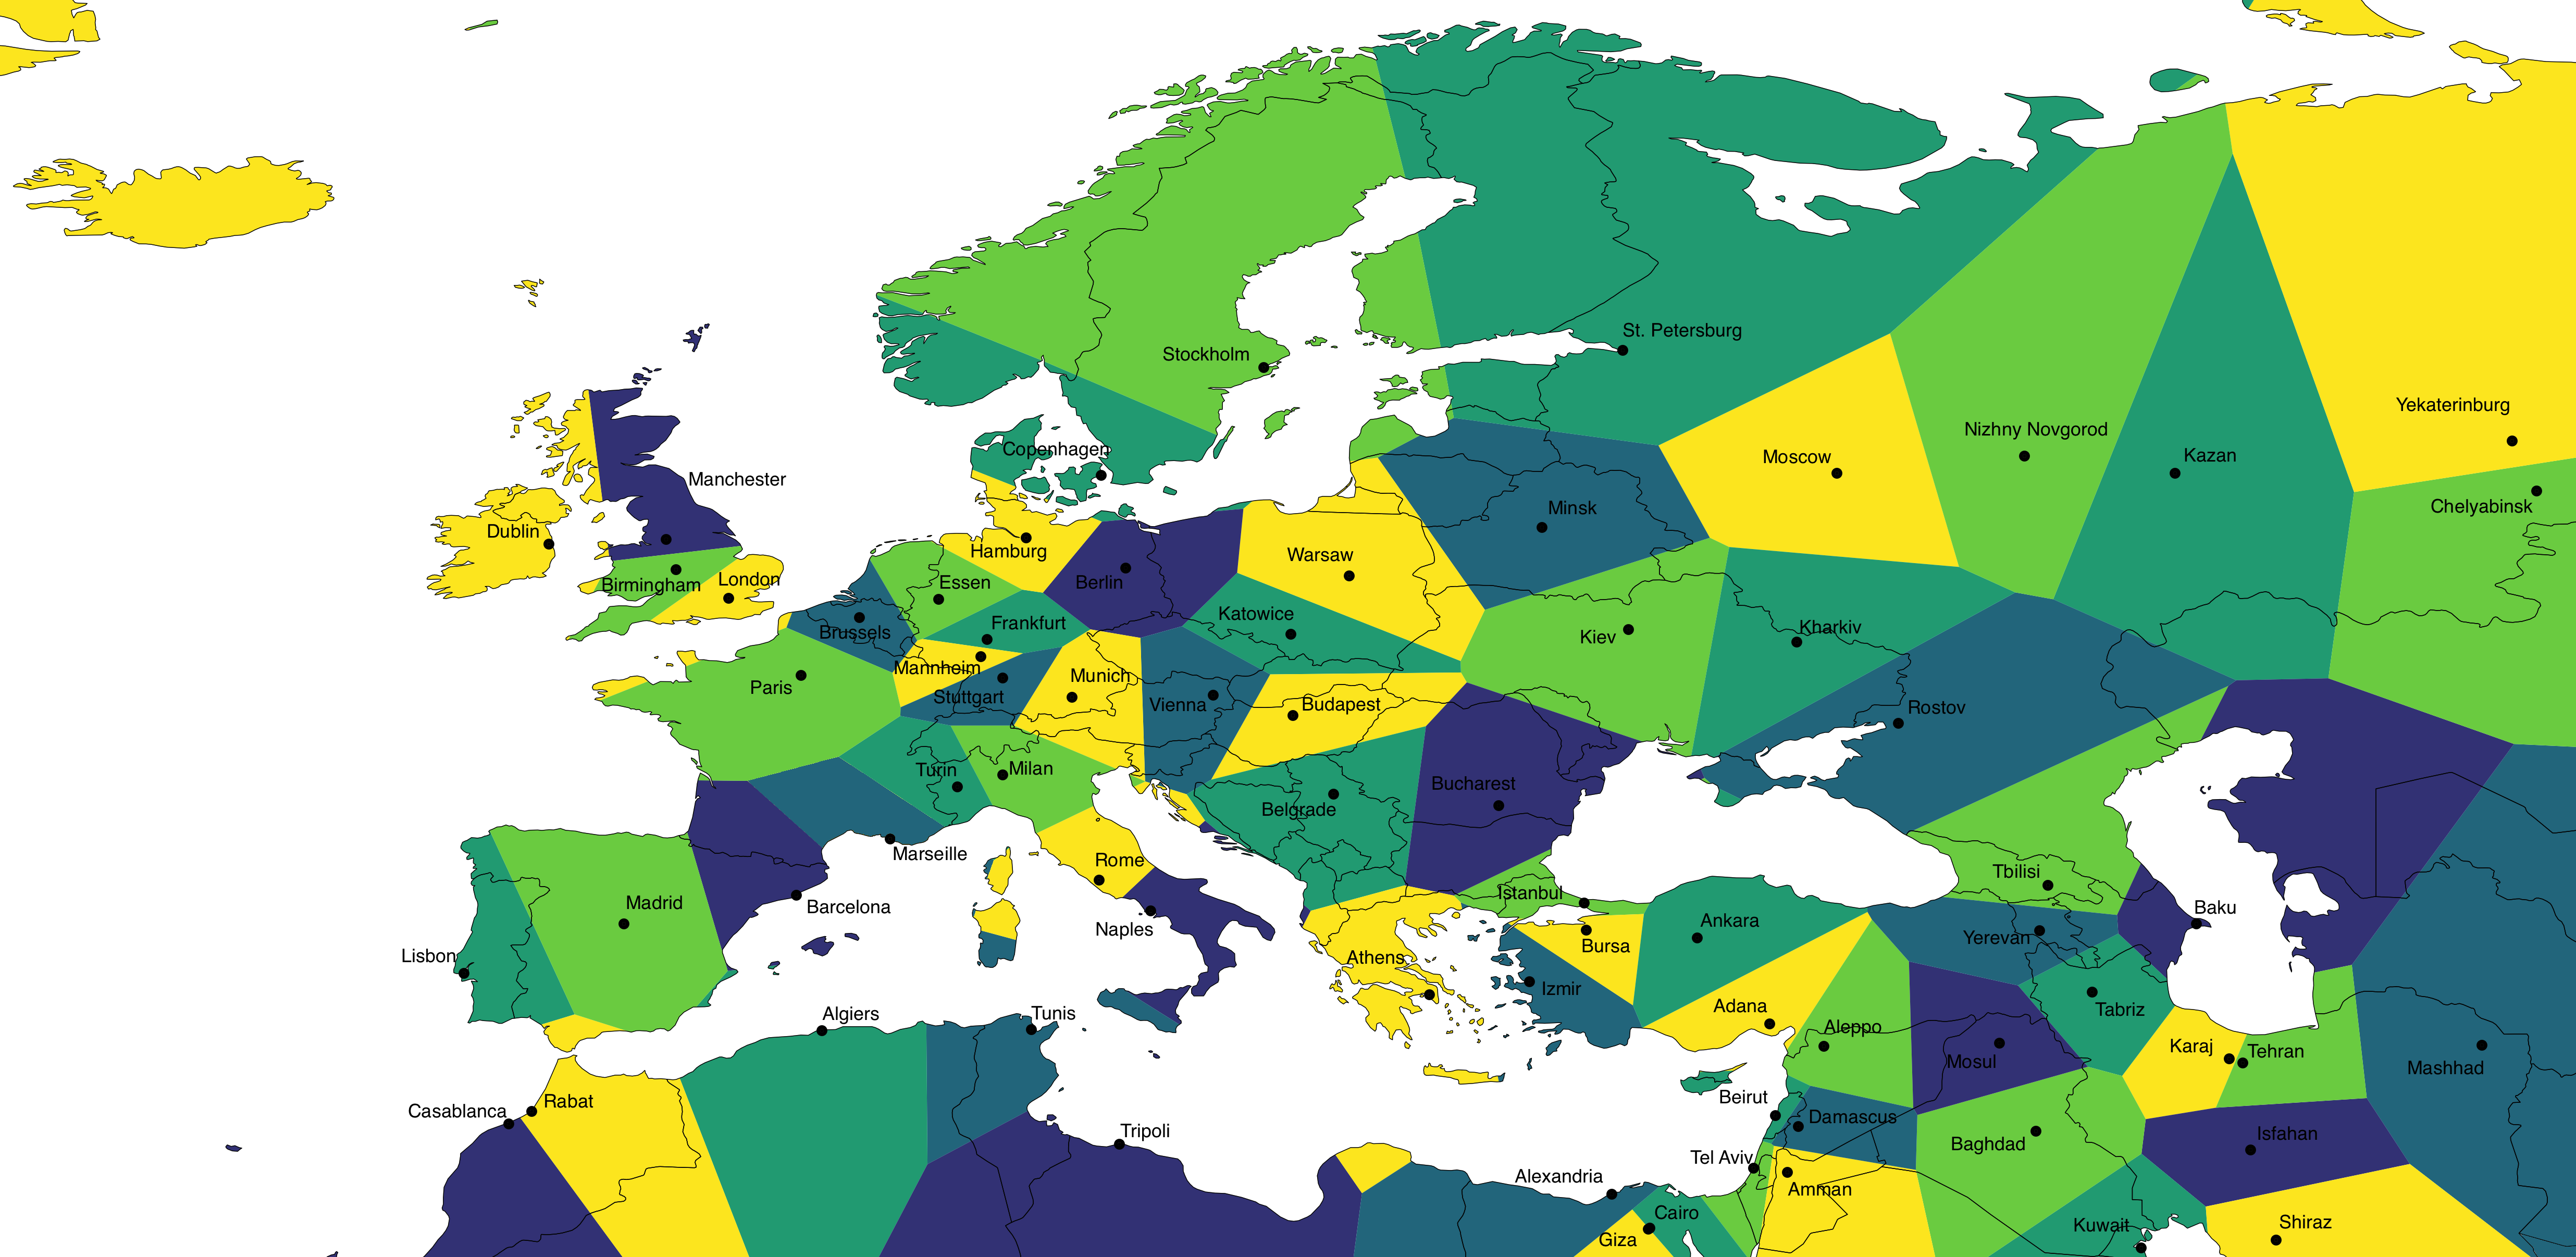 St. Petersburg
Stockholm
Yekaterinburg
Nizhny Novgorod
Copenhagen
Moscow
Kazan
Manchester
Minsk
Chelyabinsk
Dublin
Hamburg
Warsaw
Birmingham
London
Essen
Berlin
Katowice
Frankfurt
Kharkiv
Brussels
Kiev
Mannheim
Munich
Paris
Stuttgart
Vienna
Budapest
Rostov
Turin
Milan
Bucharest
Belgrade
Marseille
Rome
Tbilisi
Istanbul
Madrid
Barcelona
Baku
Ankara
Naples
Yerevan
Bursa
Lisbon
Athens
Izmir
Adana
Tabriz
Algiers
Tunis
Aleppo
Karaj
Tehran
Mosul
Mashhad
Beirut
Rabat
Casablanca
Damascus
Tripoli
Isfahan
Baghdad
Tel Aviv
Alexandria
Amman
Cairo
Kuwait
Shiraz
Giza